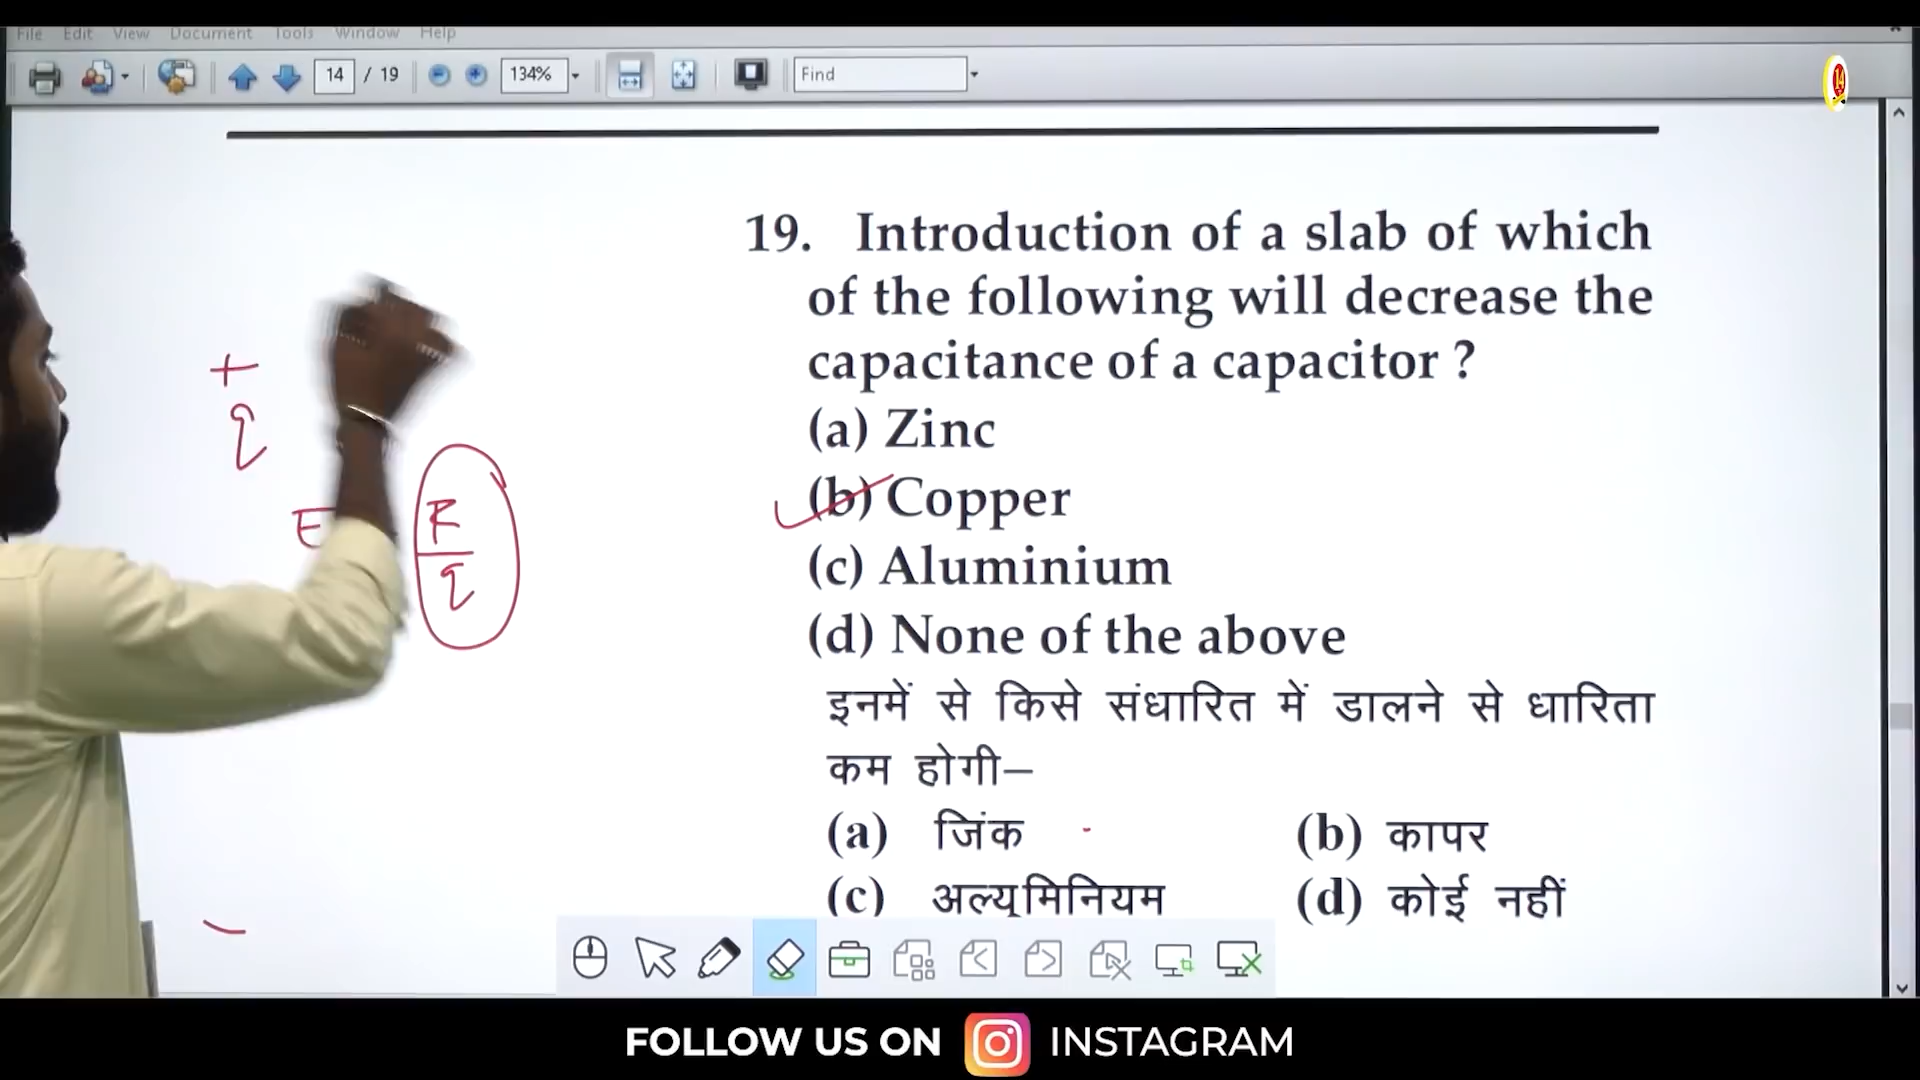 File Edit View Document Tools Window Help
14 / 19 134% Find
14
19. Introduction of a slab of which
of the following will decrease the
capacitance of a capacitor ?
(a) Zinc
(b) Copper
(c) Aluminium
(d) None of the above
इनमें से किसे संधारित में डालने से धारिता
कम होगी–
(a) जिंक (b) कापर
(c) अल्यूमिनियम (d) कोई नहीं
+
q
E F
q
–
FOLLOW US ON INSTAGRAM